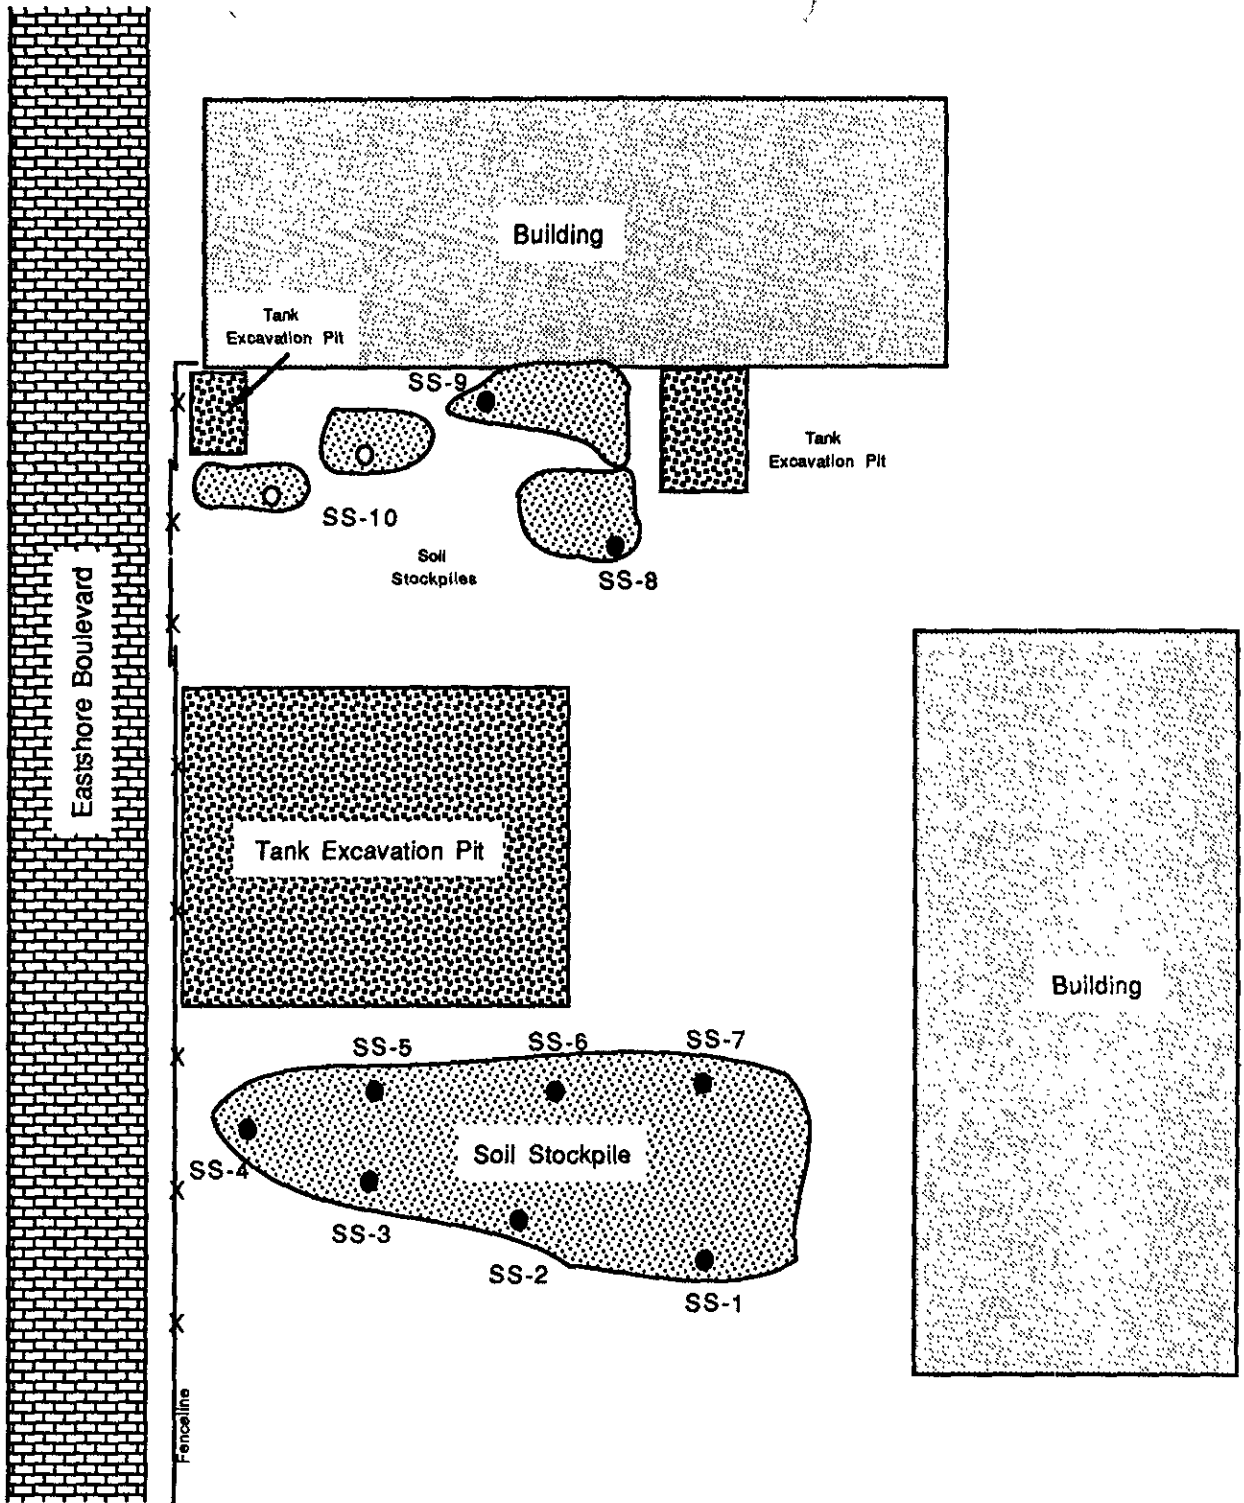 Building
Tank
Excavation Pit
SS-9
Tank
Excavation Pit
SS-10
Soil
Stockpiles
SS-8
Eastshore Boulevard
Tank Excavation Pit
Building
SS-5
SS-6
SS-7
Soil Stockpile
SS-4
SS-3
SS-2
SS-1
Fenceline